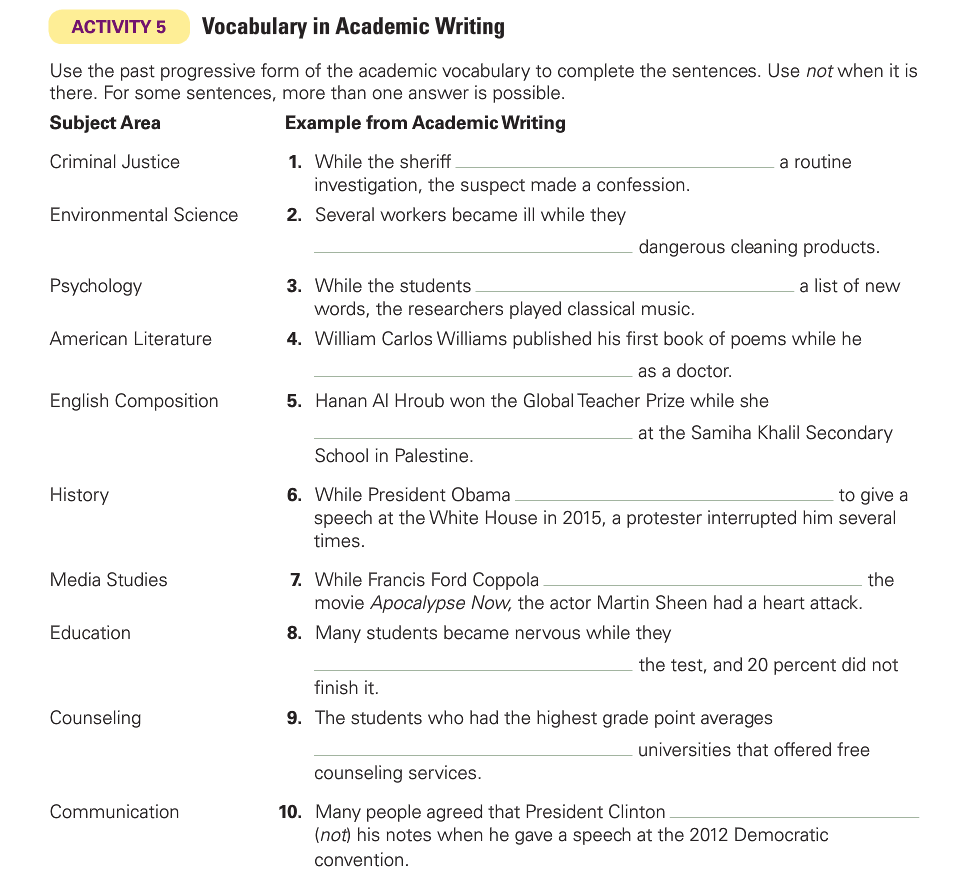 ACTIVITY 5 Vocabulary in Academic Writing
Use the past progressive form of the academic vocabulary to complete the sentences. Use not when it is
there. For some sentences, more than one answer is possible.
Subject Area Example from Academic Writing
Criminal Justice 1. While the sheriff ______ a routine
investigation, the suspect made a confession.
Environmental Science 2. Several workers became ill while they
______ dangerous cleaning products.
Psychology 3. While the students ______ a list of new
words, the researchers played classical music.
American Literature 4. William Carlos Williams published his first book of poems while he
______ as a doctor.
English Composition 5. Hanan Al Hroub won the Global Teacher Prize while she
______ at the Samiha Khalil Secondary
School in Palestine.
History 6. While President Obama ______ to give a
speech at the White House in 2015, a protester interrupted him several
times.
Media Studies 7. While Francis Ford Coppola ______ the
movie Apocalypse Now, the actor Martin Sheen had a heart attack.
Education 8. Many students became nervous while they
______ the test, and 20 percent did not
finish it.
Counseling 9. The students who had the highest grade point averages
______ universities that offered free
counseling services.
Communication 10. Many people agreed that President Clinton ______
(not) his notes when he gave a speech at the 2012 Democratic
convention.